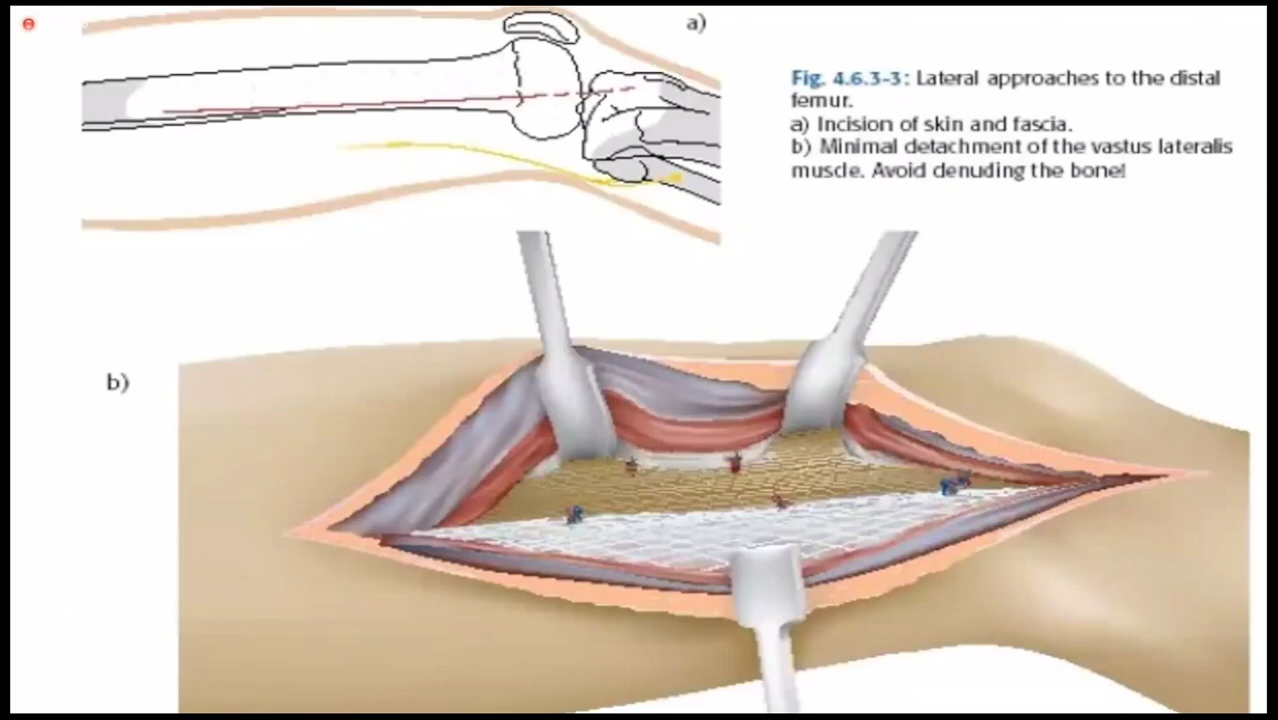 a)
Fig. 4.6.3-3: Lateral approaches to the distal
femur.
a) Incision of skin and fascia.
b) Minimal detachment of the vastus lateralis
muscle. Avoid denuding the bone!
b)